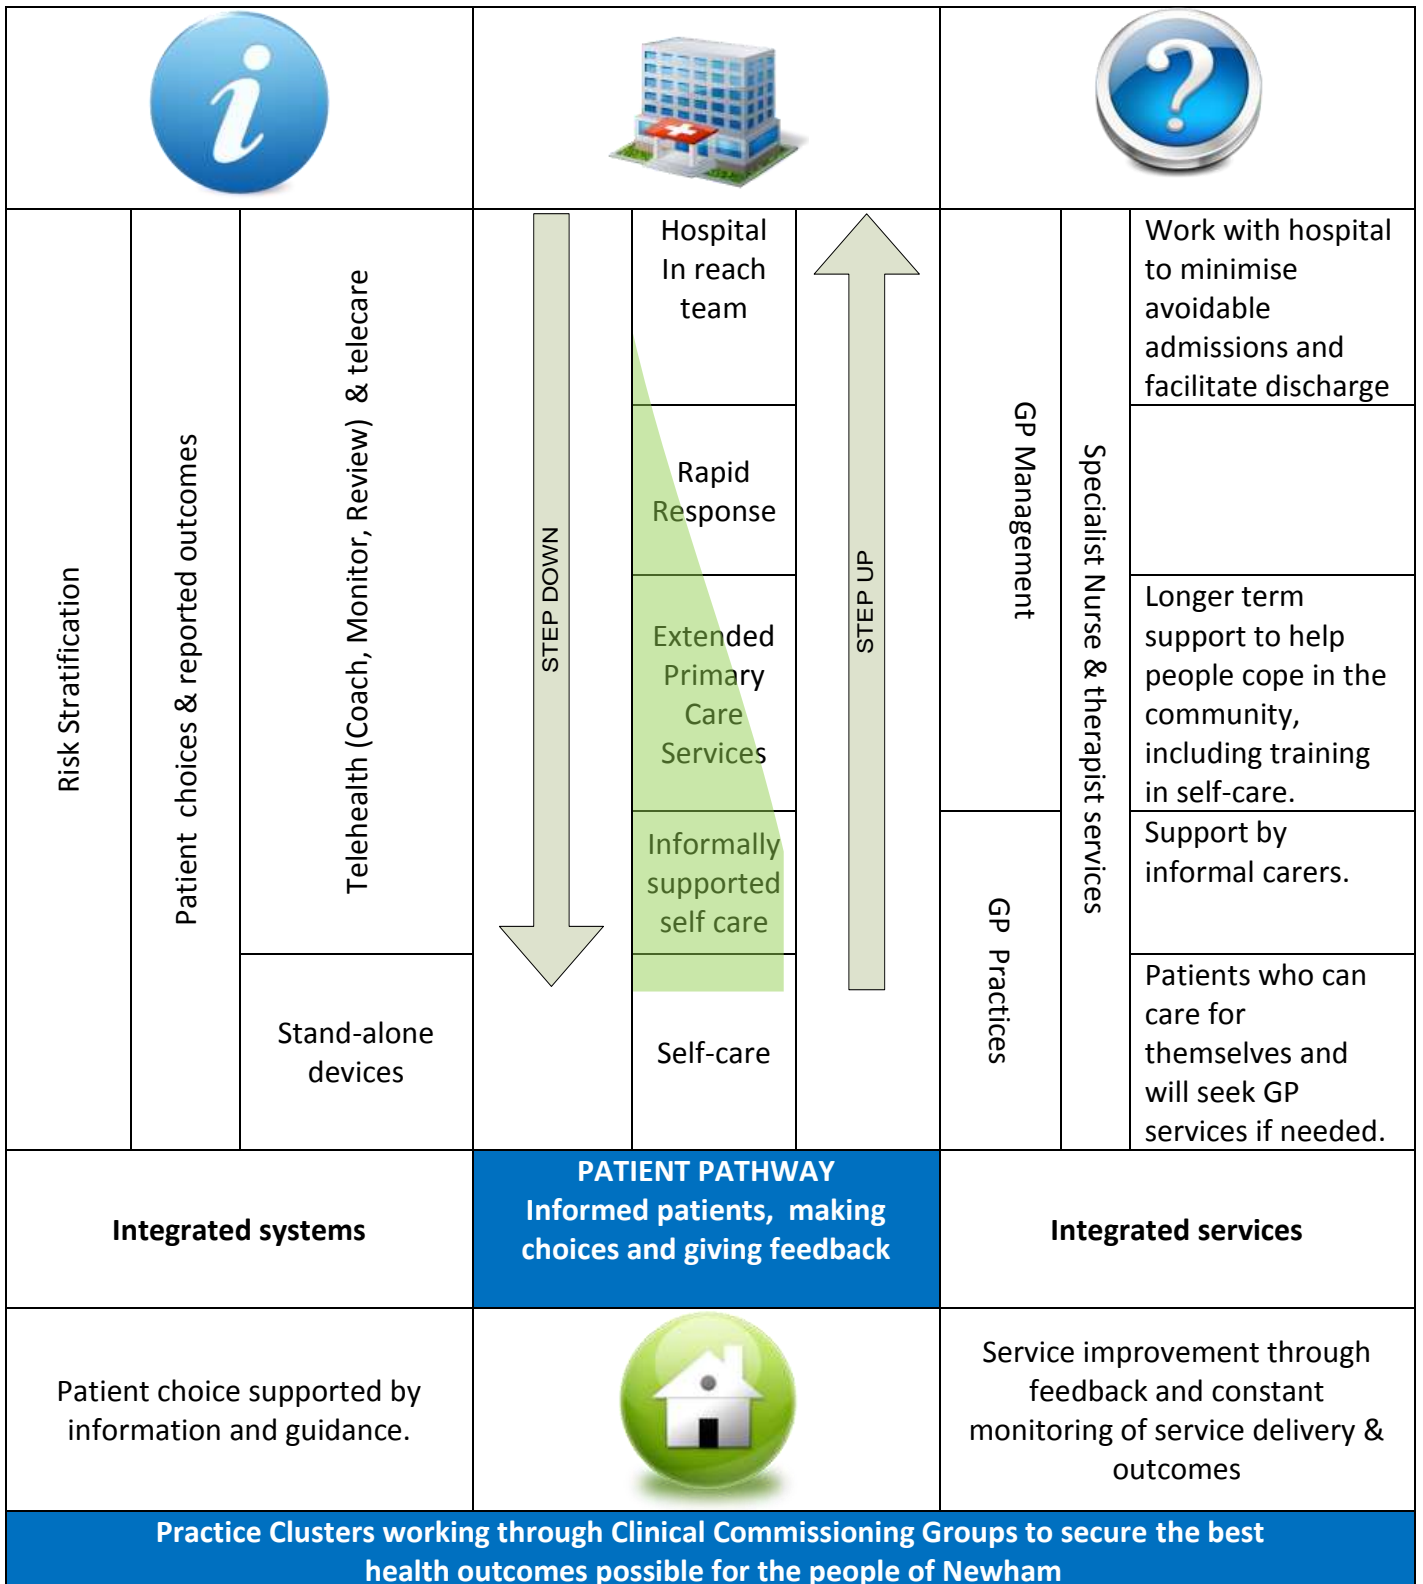 i
?
Risk Stratification
Patient choices & reported outcomes
Telehealth (Coach, Monitor, Review) & telecare
Stand-alone
devices
STEP DOWN
Hospital
In reach
team
Rapid
Response
Extended
Primary
Care
Services
Informally
supported
self care
Self-care
STEP UP
GP Management
GP Practices
Specialist Nurse & therapist services
Work with hospital
to minimise
avoidable
admissions and
facilitate discharge
Longer term
support to help
people cope in the
community,
including training
in self-care.
Support by
informal carers.
Patients who can
care for
themselves and
will seek GP
services if needed.
Integrated systems
PATIENT PATHWAY
Informed patients, making
choices and giving feedback
Integrated services
Patient choice supported by
information and guidance.
Service improvement through
feedback and constant
monitoring of service delivery &
outcomes
Practice Clusters working through Clinical Commissioning Groups to secure the best
health outcomes possible for the people of Newham